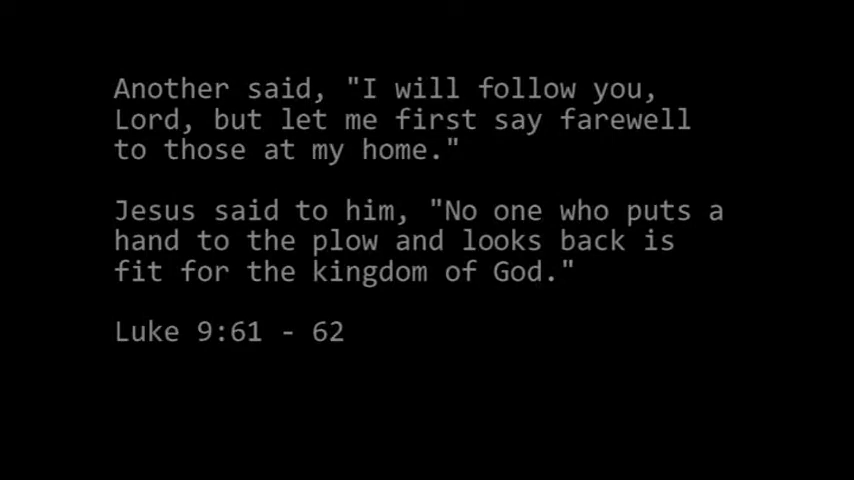 Another said, "I will follow you,
Lord, but let me first say farewell
to those at my home."
Jesus said to him, "No one who puts a
hand to the plow and looks back is
fit for the kingdom of God."
Luke 9:61 - 62